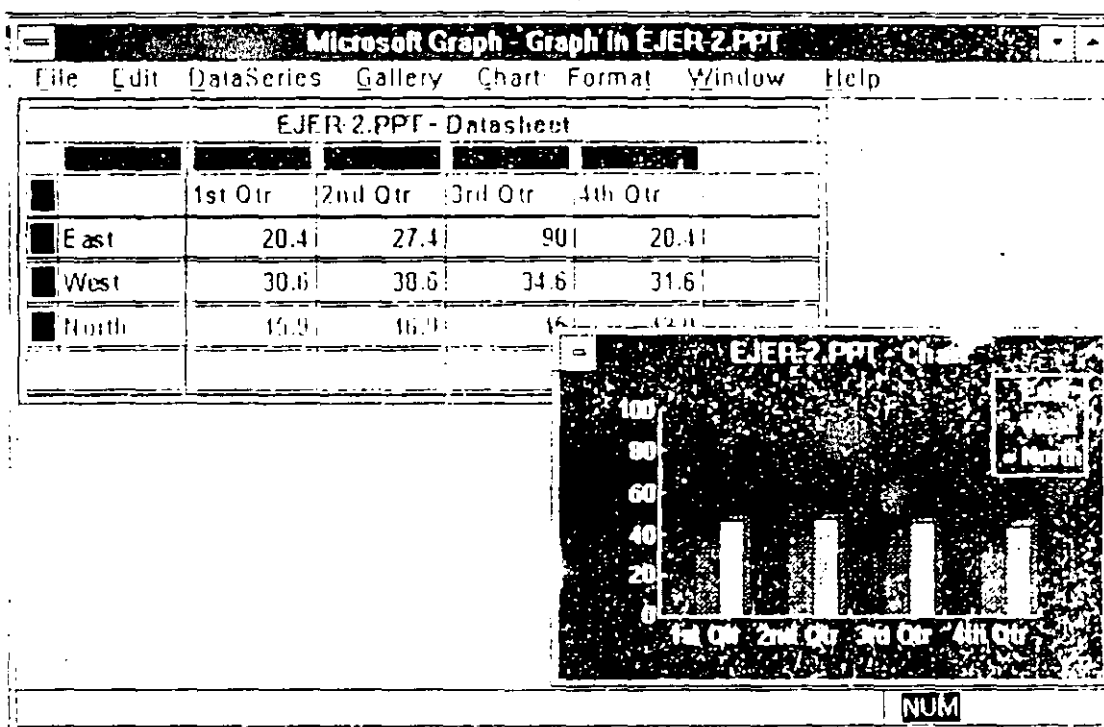 Microsoft Graph - Graph in EJER-2.PPT
File Edit DataSeries Gallery Chart Format Window Help
EJER-2.PPT - Datasheet
1st Qtr 2nd Qtr 3rd Qtr 4th Qtr
East 20.4 27.4 90 20.4
West 30.6 38.6 34.6 31.6
North
EJER-2.PPT - Chart
East
West
North
100
80
60
40
20
0
1st Qtr 2nd Qtr 3rd Qtr 4th Qtr
NUM